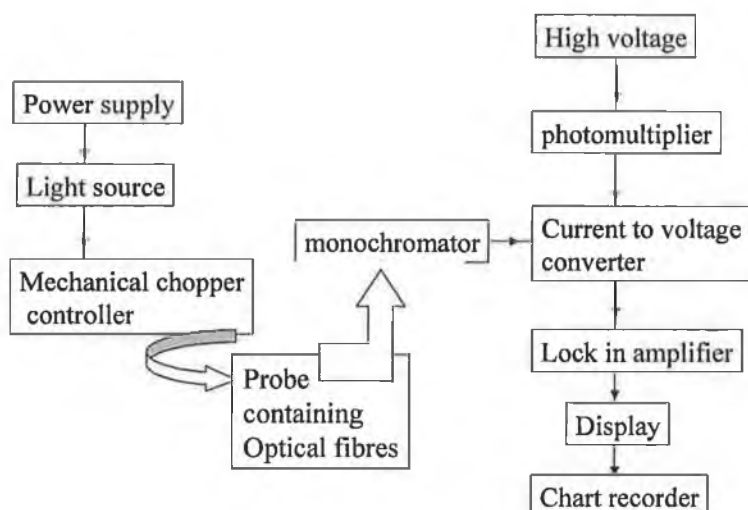 Power supply
Light source
Mechanical chopper
controller
Probe
containing
Optical fibres
monochromator
High voltage
photomultiplier
Current to voltage
converter
Lock in amplifier
Display
Chart recorder